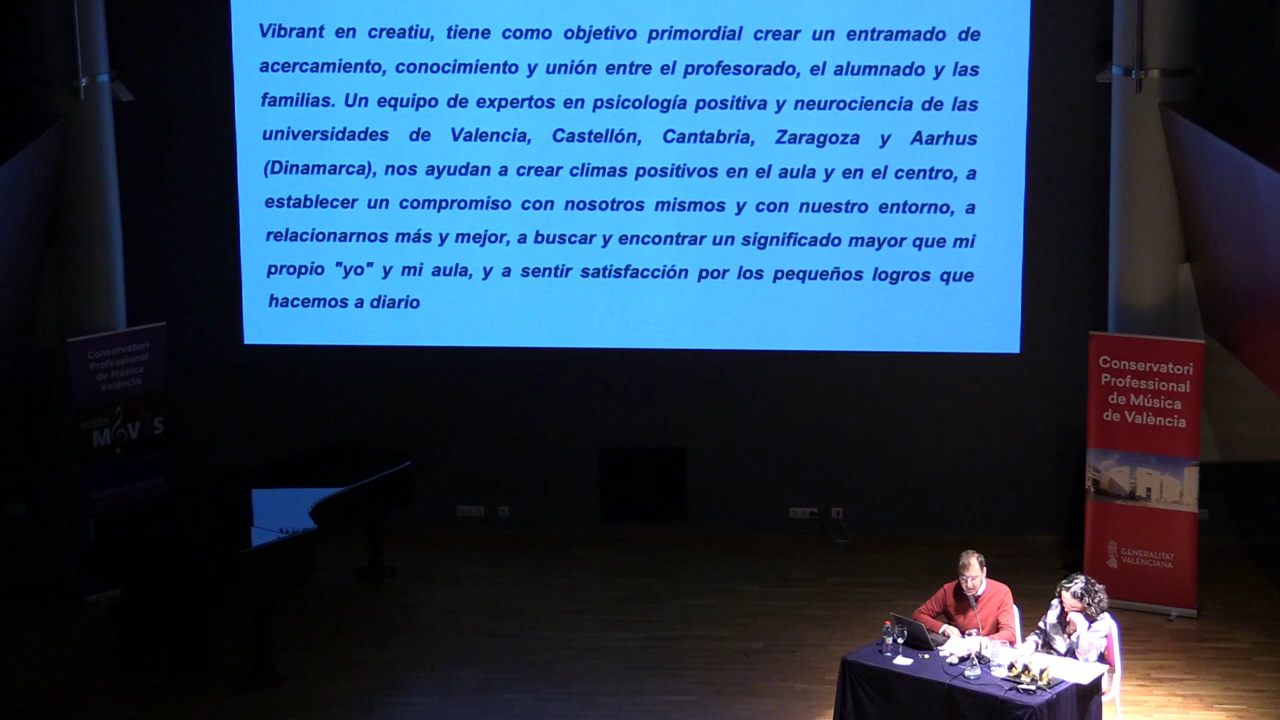 Vibrant en creatiu, tiene como objetivo primordial crear un entramado de
acercamiento, conocimiento y unión entre el profesorado, el alumnado y las
familias. Un equipo de expertos en psicología positiva y neurociencia de las
universidades de Valencia, Castellón, Cantabria, Zaragoza y Aarhus
(Dinamarca), nos ayudan a crear climas positivos en el aula y en el centro, a
establecer un compromiso con nosotros mismos y con nuestro entorno, a
relacionarnos más y mejor, a buscar y encontrar un significado mayor que mi
propio "yo" y mi aula, y a sentir satisfacción por los pequeños logros que
hacemos a diario
Conservatori
Professional
de Música
València
Conservatori
Professional
de Música
de València
GENERALITAT
VALENCIANA